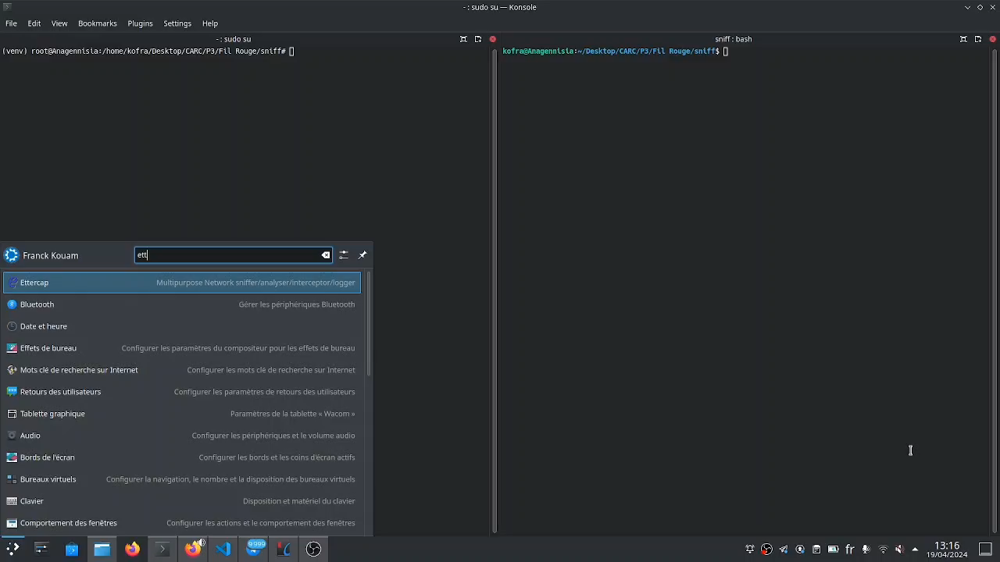 - : sudo su — Konsole
File Edit View Bookmarks Plugins Settings Help
- : sudo su
sniff : bash
(venv) root@Anagennisia:/home/kofra/Desktop/CARC/P3/Fil Rouge/sniff#
kofra@Anagennisia:~/Desktop/CARC/P3/Fil Rouge/sniff$
Franck Kouam
ett
Ettercap Multipurpose Network sniffer/analyser/interceptor/logger
Bluetooth Gérer les périphériques Bluetooth
Date et heure
Effets de bureau Configurer les paramètres du compositeur pour les effets de bureau
Mots clé de recherche sur Internet Configurer les mots clé de recherche sur Internet
Retours des utilisateurs Configurer les paramètres de retours des utilisateurs
Tablette graphique Paramètres de la tablette « Wacom »
Audio Configurer les périphériques et le volume audio
Bords de l'écran Configurer les bords et les coins d'écran actifs
Bureaux virtuels Configurer la navigation, le nombre et la disposition des bureaux virtuels
Clavier Disposition et matériel du clavier
Comportement des fenêtres Configurer les actions et le comportement des fenêtres
9 999
fr
13:16
19/04/2024